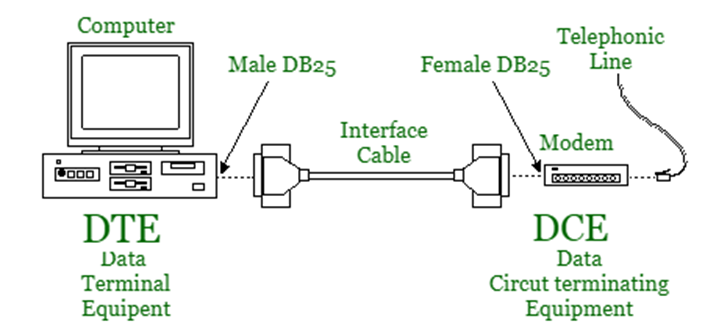 Computer
Male DB25
Female DB25
Telephonic
Line
Interface
Cable
Modem
DTE
Data
Terminal
Equipent
DCE
Data
Circut terminating
Equipment